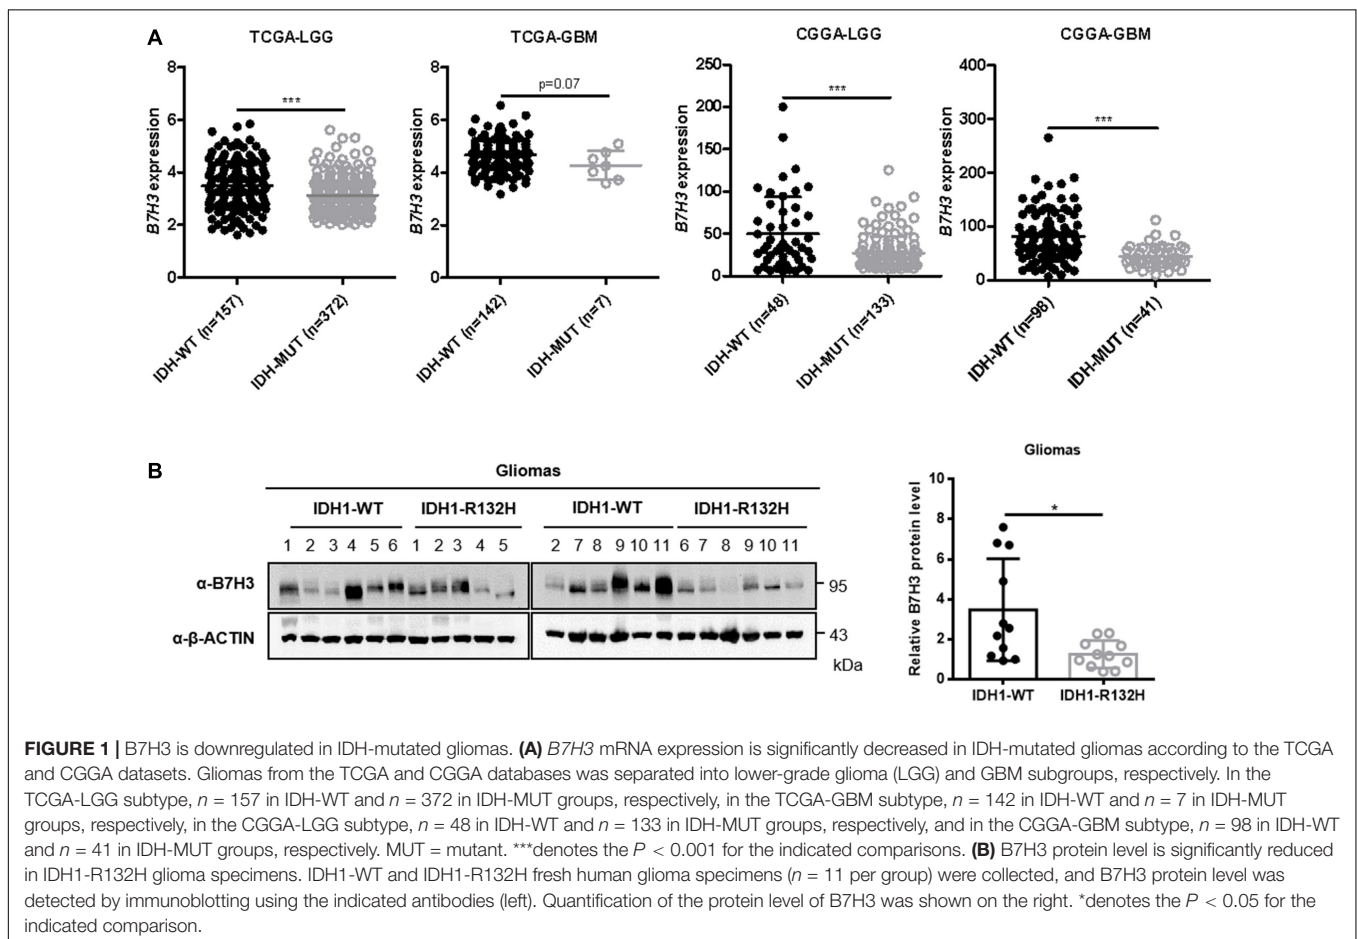 A
TCGA-LGG
8
6
4
2
0
B7H3 expression
***
IDH-WT (n=157)
IDH-MUT (n=372)
TCGA-GBM
8
6
4
2
0
B7H3 expression
p=0.07
IDH-WT (n=142)
IDH-MUT (n=7)
CGGA-LGG
250
200
150
100
50
0
B7H3 expression
***
IDH-WT (n=48)
IDH-MUT (n=133)
CGGA-GBM
400
300
200
100
0
B7H3 expression
***
IDH-WT (n=98)
IDH-MUT (n=41)
B
Gliomas
IDH1-WT IDH1-R132H IDH1-WT IDH1-R132H
1 2 3 4 5 6 1 2 3 4 5 2 7 8 9 10 11 6 7 8 9 10 11
α-B7H3 95
α-β-ACTIN 43
kDa
Gliomas
10
8
6
4
2
0
Relative B7H3 protein level
*
IDH1-WT IDH1-R132H
FIGURE 1 | B7H3 is downregulated in IDH-mutated gliomas. (A) B7H3 mRNA expression is significantly decreased in IDH-mutated gliomas according to the TCGA
and CGGA datasets. Gliomas from the TCGA and CGGA databases was separated into lower-grade glioma (LGG) and GBM subgroups, respectively. In the
TCGA-LGG subtype, n = 157 in IDH-WT and n = 372 in IDH-MUT groups, respectively, in the TCGA-GBM subtype, n = 142 in IDH-WT and n = 7 in IDH-MUT
groups, respectively, in the CGGA-LGG subtype, n = 48 in IDH-WT and n = 133 in IDH-MUT groups, respectively, and in the CGGA-GBM subtype, n = 98 in IDH-WT
and n = 41 in IDH-MUT groups, respectively. MUT = mutant. ***denotes the P < 0.001 for the indicated comparisons. (B) B7H3 protein level is significantly reduced
in IDH1-R132H glioma specimens. IDH1-WT and IDH1-R132H fresh human glioma specimens (n = 11 per group) were collected, and B7H3 protein level was
detected by immunoblotting using the indicated antibodies (left). Quantification of the protein level of B7H3 was shown on the right. *denotes the P < 0.05 for the
indicated comparison.